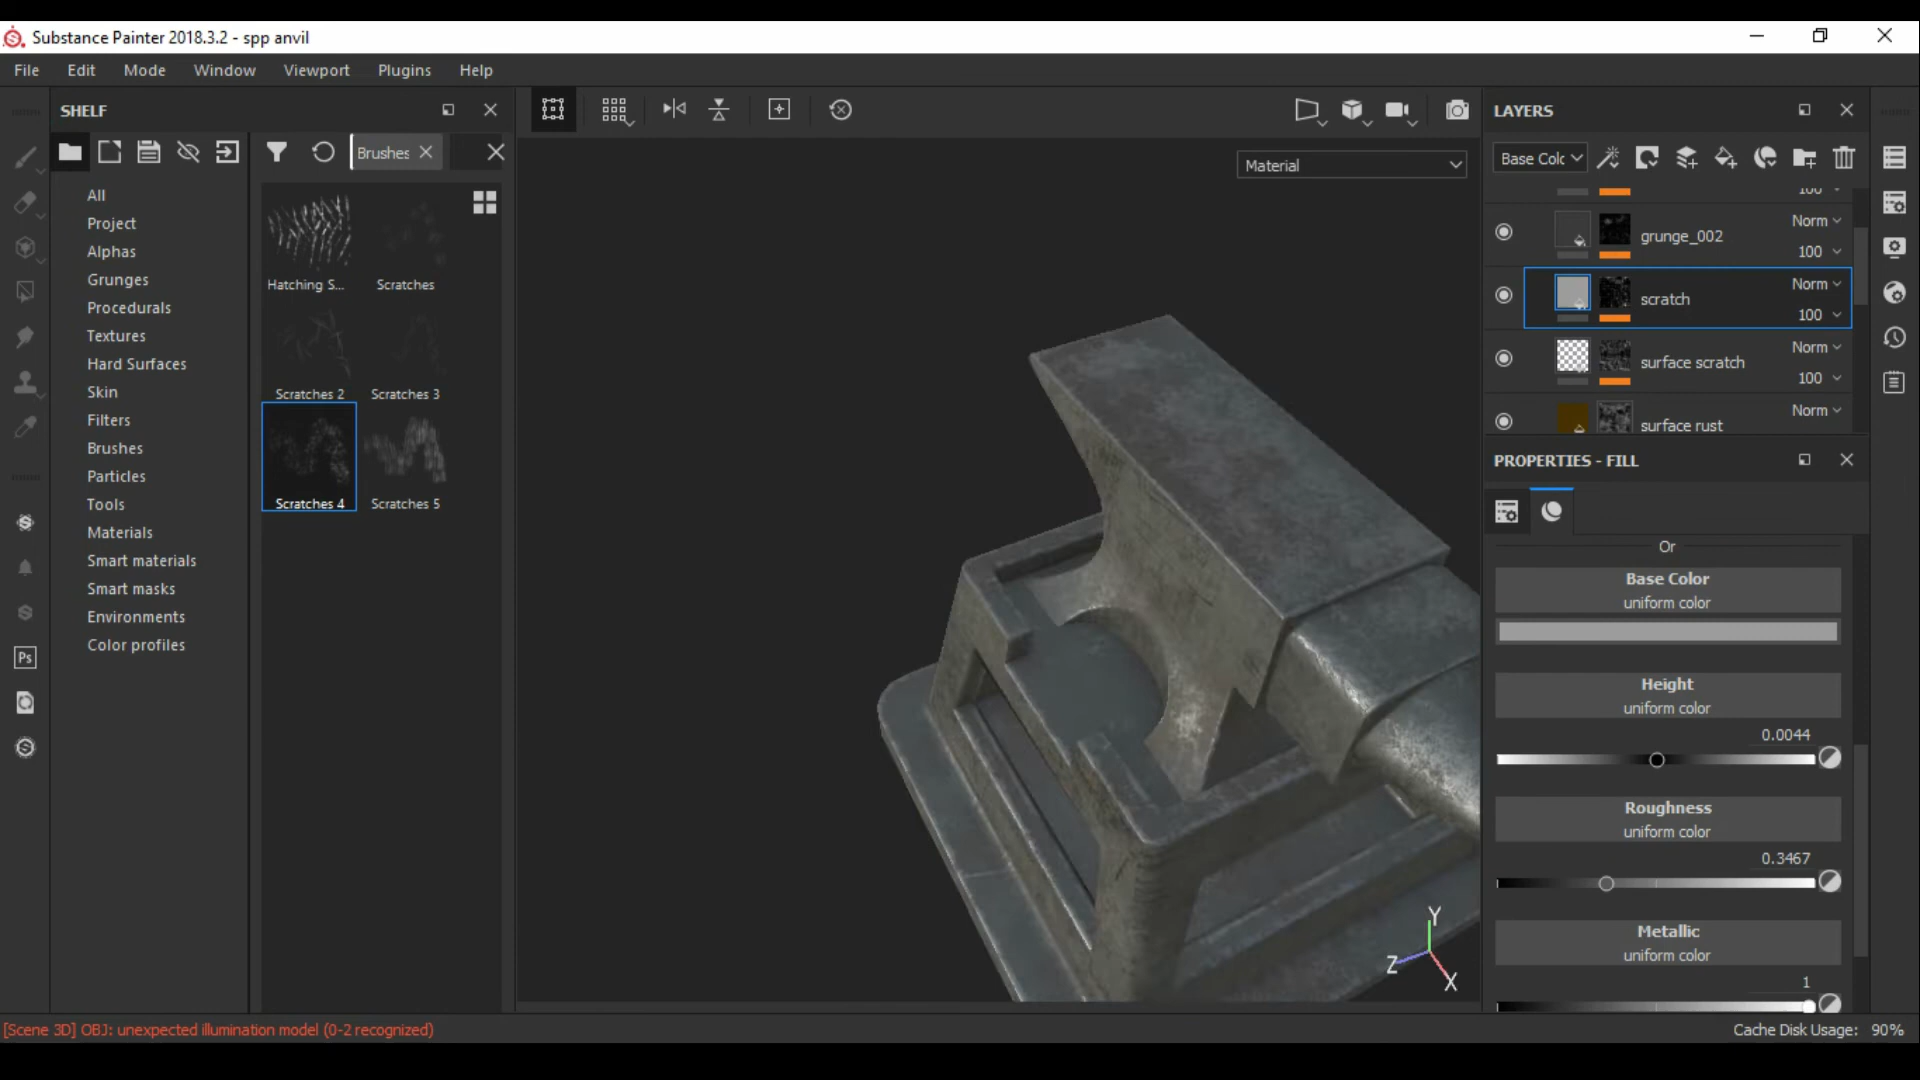 Substance Painter 2018.3.2 - spp anvil
File Edit Mode Window Viewport Plugins Help
SHELF
Brushes
All
Project
Alphas
Grunges
Procedurals
Textures
Hard Surfaces
Skin
Filters
Brushes
Particles
Tools
Materials
Smart materials
Smart masks
Environments
Color profiles
Hatching S...
Scratches
Scratches 2
Scratches 3
Scratches 4
Scratches 5
Material
Y
Z
X
LAYERS
Base Colc
100
grunge_002
Norm
100
scratch
Norm
100
surface scratch
Norm
100
surface rust
Norm
PROPERTIES - FILL
Or
Base Color
uniform color
Height
uniform color
0.0044
Roughness
uniform color
0.3467
Metallic
uniform color
1
Ps
[Scene 3D] OBJ: unexpected illumination model (0-2 recognized)
Cache Disk Usage: 90%